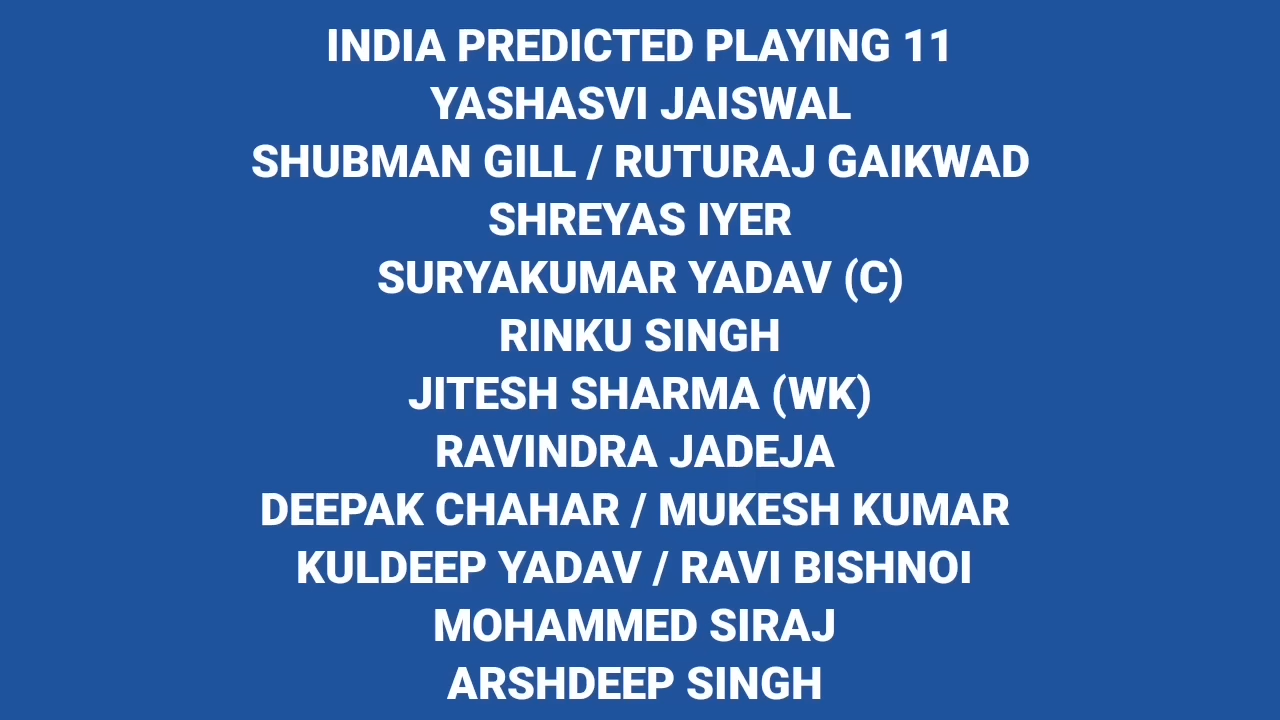 INDIA PREDICTED PLAYING 11
YASHASVI JAISWAL
SHUBMAN GILL / RUTURAJ GAIKWAD
SHREYAS IYER
SURYAKUMAR YADAV (C)
RINKU SINGH
JITESH SHARMA (WK)
RAVINDRA JADEJA
DEEPAK CHAHAR / MUKESH KUMAR
KULDEEP YADAV / RAVI BISHNOI
MOHAMMED SIRAJ
ARSHDEEP SINGH